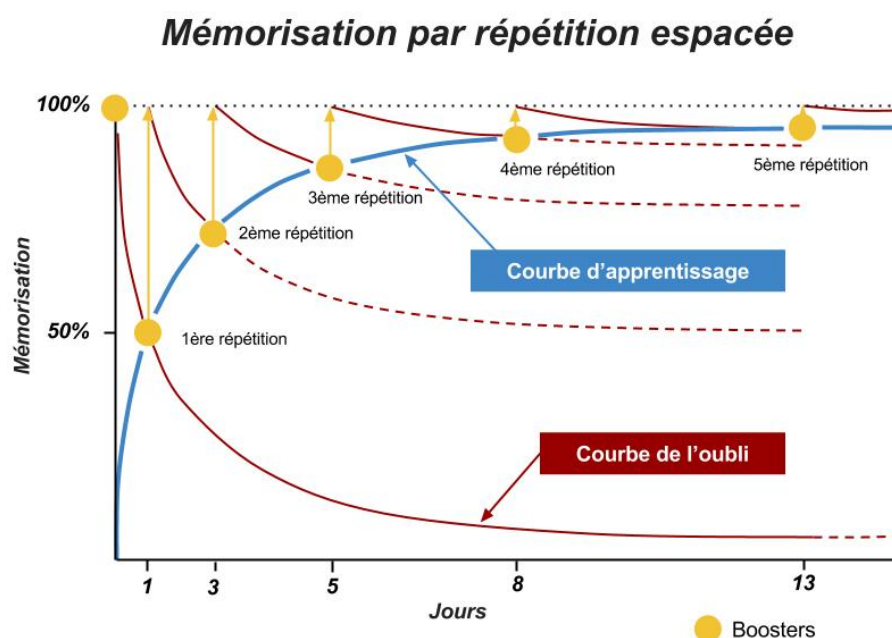 Mémorisation par répétition espacée
100%
50%
Mémorisation
1ère répétition
2ème répétition
3ème répétition
4ème répétition
5ème répétition
Courbe d'apprentissage
Courbe de l'oubli
1
3
5
8
13
Jours
Boosters